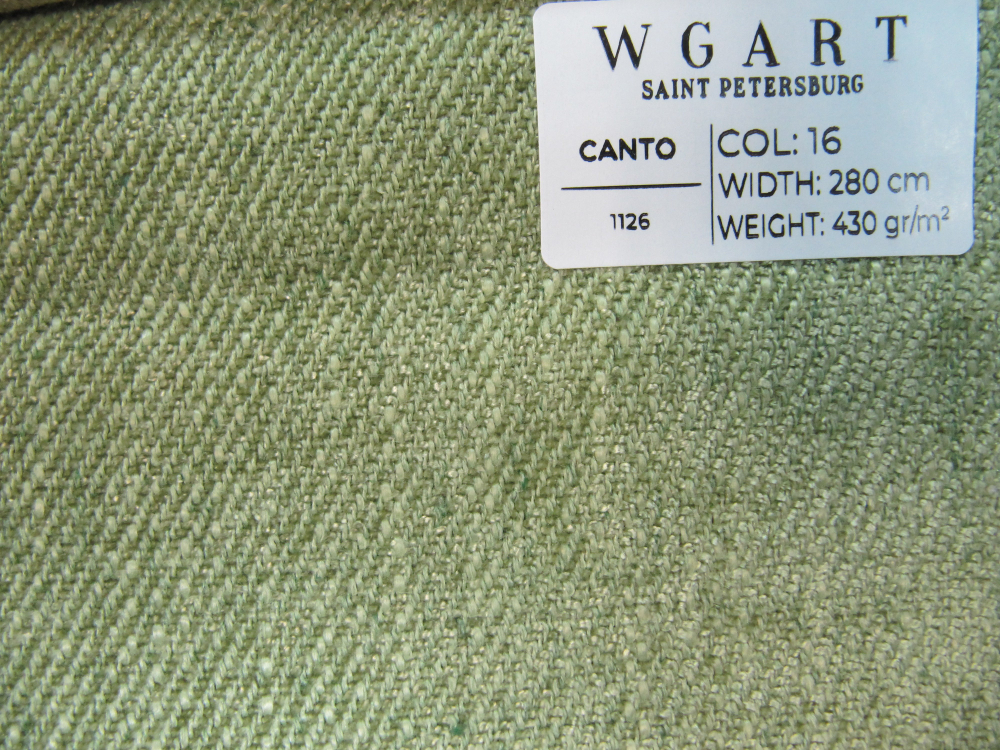 WGART
SAINT PETERSBURG
CANTO
1126
COL: 16
WIDTH: 280 cm
WEIGHT: 430 gr/m²